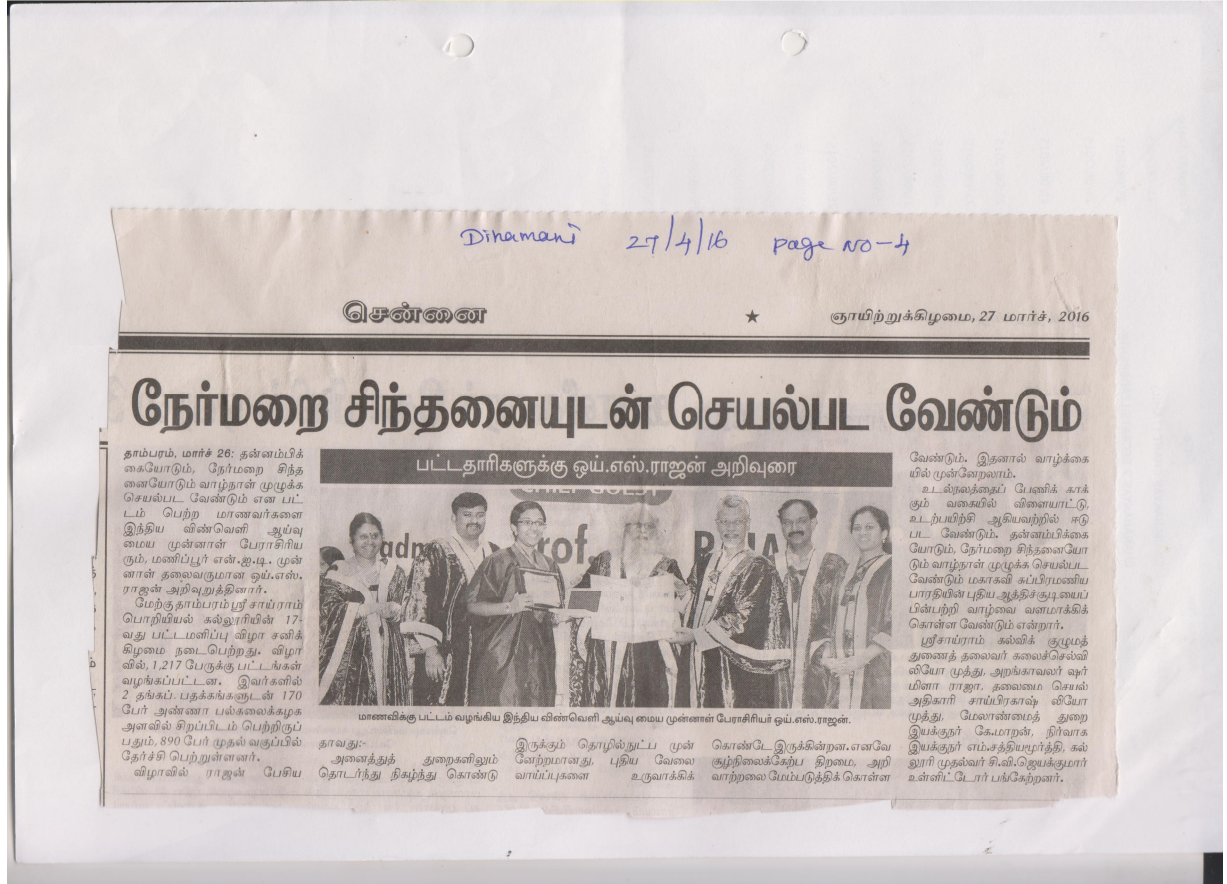 Dinamani 27/4/16 page NO-4
சென்னை ★ ஞாயிற்றுக்கிழமை, 27 மார்ச், 2016
நேர்மறை சிந்தனையுடன் செயல்பட வேண்டும்
தாம்பரம், மார்ச் 26: தன்னம்பிக்
கையோடும், நேர்மறை சிந்த
னையோடும் வாழ்நாள் முழுக்க
செயல்பட வேண்டும் என பட்
டம் பெற்ற மாணவர்களை
இந்திய விண்வெளி ஆய்வு
மைய முன்னாள் பேராசிரிய
ரும், மணிப்பூர் என்.ஐ.டி. முன்
னாள் தலைவருமான ஒய்.எஸ்.
ராஜன் அறிவுறுத்தினார்.
மேற்கு தாம்பரம் ஸ்ரீ சாய்ராம்
பொறியியல் கல்லூரியின் 17-
வது பட்டமளிப்பு விழா சனிக்
கிழமை நடைபெற்றது. விழா
வில், 1,217 பேருக்கு பட்டங்கள்
வழங்கப்பட்டன. இவர்களில்
2 தங்கப் பதக்கங்களுடன் 170
பேர் அண்ணா பல்கலைக்கழக
அளவில் சிறப்பிடம் பெற்றிருப்
பதும், 890 பேர் முதல் வகுப்பில்
தேர்ச்சி பெற்றுள்ளனர்.
விழாவில் ராஜன் பேசிய
பட்டதாரிகளுக்கு ஒய்.எஸ்.ராஜன் அறிவுரை
CHIEF GUEST
adm Prof. RAJA
மாணவிக்கு பட்டம் வழங்கிய இந்திய விண்வெளி ஆய்வு மைய முன்னாள் பேராசிரியர் ஒய்.எஸ்.ராஜன்.
தாவது:-
அனைத்துத் துறைகளிலும்
தொடர்ந்து நிகழ்ந்து கொண்டு
இருக்கும் தொழில்நுட்ப முன்
னேற்றமானது, புதிய வேலை
வாய்ப்புகளை உருவாக்கிக்
கொண்டே இருக்கின்றன. எனவே
சூழ்நிலைக்கேற்ப திறமை, அறி
வாற்றலை மேம்படுத்திக் கொள்ள
வேண்டும். இதனால் வாழ்க்கை
யில் முன்னேறலாம்.
உடல்நலத்தைப் பேணிக் காக்
கும் வகையில் விளையாட்டு,
உடற்பயிற்சி ஆகியவற்றில் ஈடு
பட வேண்டும். தன்னம்பிக்கை
யோடும், நேர்மறை சிந்தனையோ
டும் வாழ்நாள் முழுக்க செயல்பட
வேண்டும் மகாகவி சுப்பிரமணிய
பாரதியின் புதிய ஆத்திச்சூடியைப்
பின்பற்றி வாழ்வை வளமாக்கிக்
கொள்ள வேண்டும் என்றார்.
ஸ்ரீசாய்ராம் கல்விக் குழுமத்
துணைத் தலைவர் கலைச்செல்வி
லியோ முத்து, அறங்காவலர் ஷர்
மிளா ராஜா, தலைமை செயல்
அதிகாரி சாய்பிரகாஷ் லியோ
முத்து, மேலாண்மைத் துறை
இயக்குநர் கே.மாறன், நிர்வாக
இயக்குநர் எம்.சத்தியமூர்த்தி, கல்
லூரி முதல்வர் சி.வி.ஜெயக்குமார்
உள்ளிட்டோர் பங்கேற்றனர்.